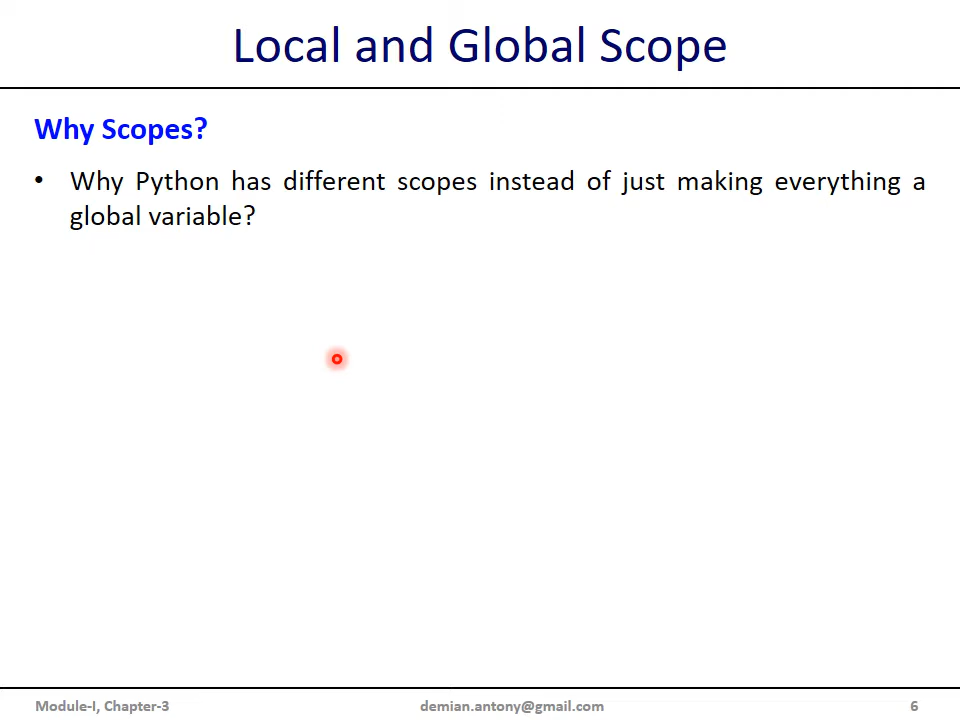 Local and Global Scope
Why Scopes?
• Why Python has different scopes instead of just making everything a
global variable?
Module-I, Chapter-3
demian.antony@gmail.com
6